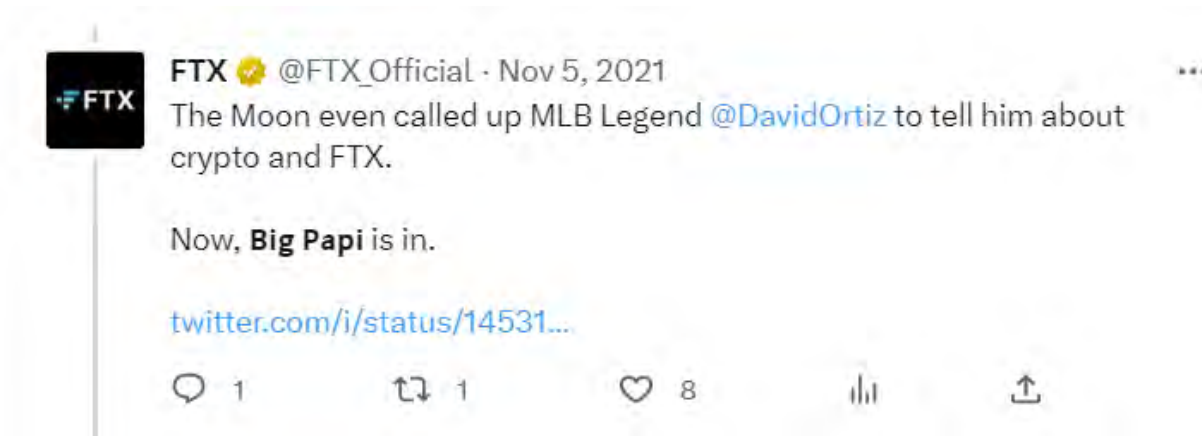 FTX @FTX_Official · Nov 5, 2021
FTX
The Moon even called up MLB Legend @DavidOrtiz to tell him about
crypto and FTX.
Now, Big Papi is in.
twitter.com/i/status/14531...
1 1 8